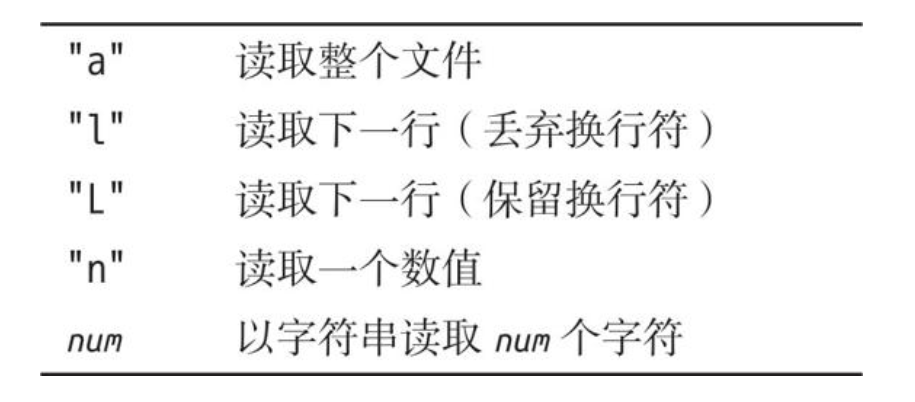 "a" 读取整个文件
"l" 读取下一行（丢弃换行符）
"L" 读取下一行（保留换行符）
"n" 读取一个数值
num 以字符串读取 num 个字符